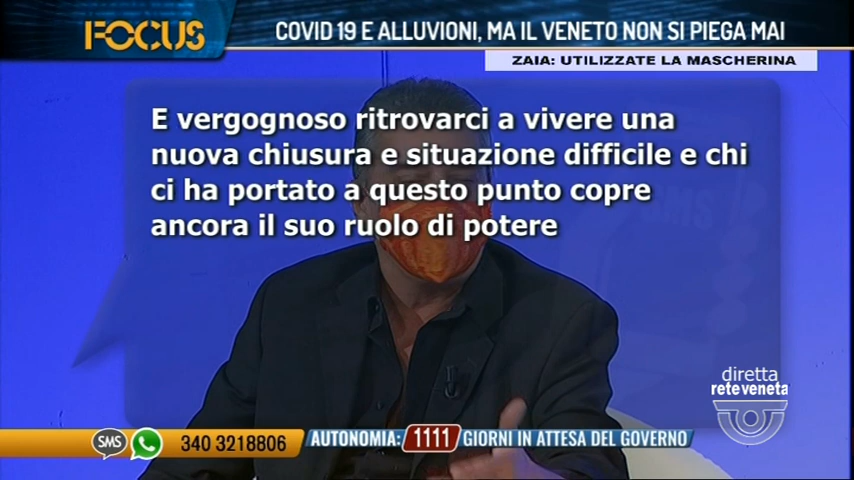 FOCUS
COVID 19 E ALLUVIONI, MA IL VENETO NON SI PIEGA MAI
ZAIA: UTILIZZATE LA MASCHERINA
E vergognoso ritrovarci a vivere una
nuova chiusura e situazione difficile e chi
ci ha portato a questo punto copre
ancora il suo ruolo di potere
diretta
reteveneta
SMS
340 3218806
AUTONOMIA: 1111 GIORNI IN ATTESA DEL GOVERNO